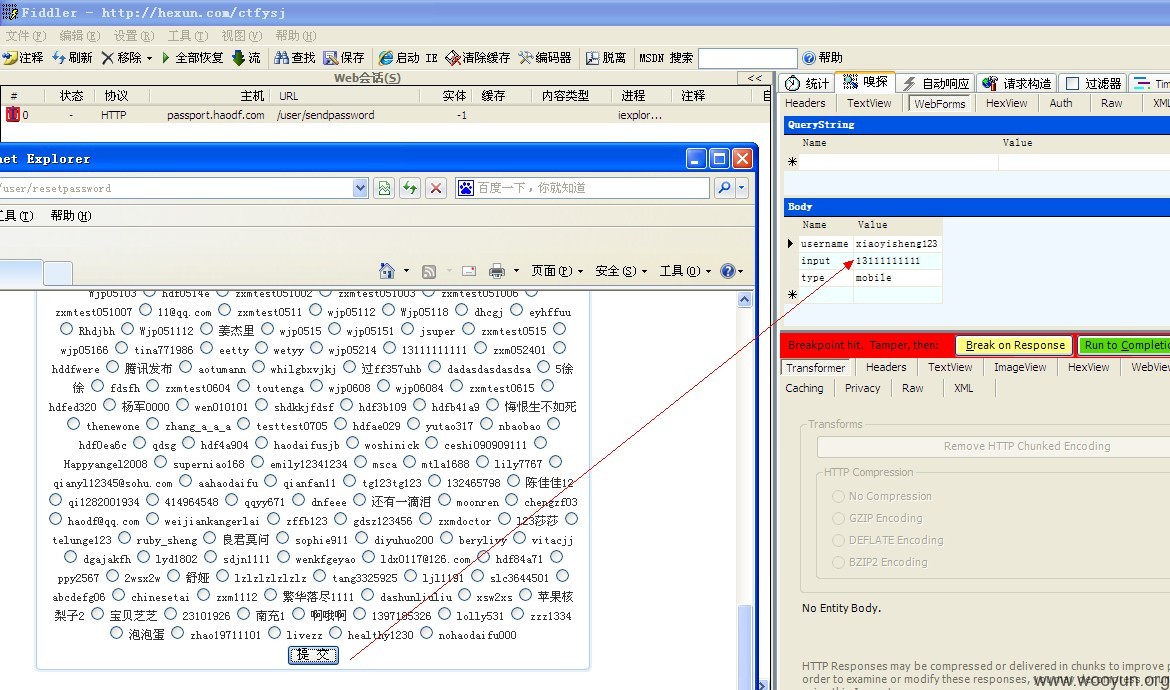 Fiddler - http://hexun.com/ctfysj
文件(F) 编辑(E) 设置(R) 工具(T) 视图(V) 帮助(H)
注释 刷新 移除 全部恢复 流 查找 保存 启动 IE 清除缓存 编码器 脱离 MSDN 搜索 帮助
Web会话(S) <<
# 状态 协议 主机 URL 实体 缓存 内容类型 进程 注释 自
0 - HTTP passport.haodf.com /user/sendpassword -1 iexplor...
net Explorer
/user/resetpassword 百度一下，你就知道
工具(T) 帮助(H)
页面(P) 安全(S) 工具(O)
Wjp05103 hdf0514e zxmtest051002 zxmtest051003 zxmtest051006
zxmtest051007 11@qq.com zxmtest0511 wjp05112 Wjp05118 dhcgj eyhffuu
Rhdjbh Wjp051112 姜杰里 wjp0515 wjp05151 jsuper zxmtest0515
wjp05166 tina771986 eetty wetyy wjp05214 13111111111 zxm052401
hddfwere 腾讯发布 aotumann whilgbxvjkj 过ff357uhb dadasdasdasdsa 5徐
徐 fdsfh zxmtest0604 toutenga wjp0608 wjp06084 zxmtest0615
hdfed320 杨军0000 wen010101 shdkkjfdsf hdf3b109 hdfb41a9 悔恨生不如死
thenewone zhang_a_a_a testtest0705 hdfae029 yutao317 nbaobao
hdf0ea6c qdsg hdf4a904 haodaifusjb woshinick ceshi090909111
Happyangel2008 superniao168 emily12341234 msca mtla1688 lily7767
qianyl12345@sohu.com aahaodaifu qianfan11 tg123tg123 132465798 陈佳佳12
qi1282001934 414964548 qqyy671 dnfeee 还有一滴泪 moonren chengzf03
haodf@qq.com weijiankangerlai zffb123 gdsz123456 zxmdoctor l23莎莎
telunge123 ruby_sheng 良君莫问 sophie911 diyuhuo200 berylivy vitacjj
dgajakfh lyd1802 sdjn1111 wenkfgeyao ldx0117@126.com hdf84a71
ppy2567 2wsx2w 舒娅 lzlzlzlzlzlz tang3325925 ljl1191 slc3644501
abcdefg06 chinesetai zxm1112 繁华落尽1111 dashunliuliu xsw2xs 苹果核
梨子2 宝贝芝芝 23101926 南充1 啊哦啊 1397185326 lolly531 zzz1334
泡泡蛋 zhao19711101 livezz healthy1230 nohaodaifu000
提 交
统计 嗅探 自动响应 请求构造 过滤器 Tim
Headers TextView WebForms HexView Auth Raw XML
QueryString
Name Value
Body
Name Value
username xiaoyisheng123
input 13111111111
type mobile
Breakpoint hit. Tamper, then: Break on Response Run to Completio
Transformer Headers TextView ImageView HexView WebView
Caching Privacy Raw XML
Transforms
Remove HTTP Chunked Encoding
HTTP Compression
No Compression
GZIP Encoding
DEFLATE Encoding
BZIP2 Encoding
No Entity Body.
HTTP Responses may be compressed or delivered in chunks to improve p
order to examine or modify these responses, you may decompress
www.wooyun.org